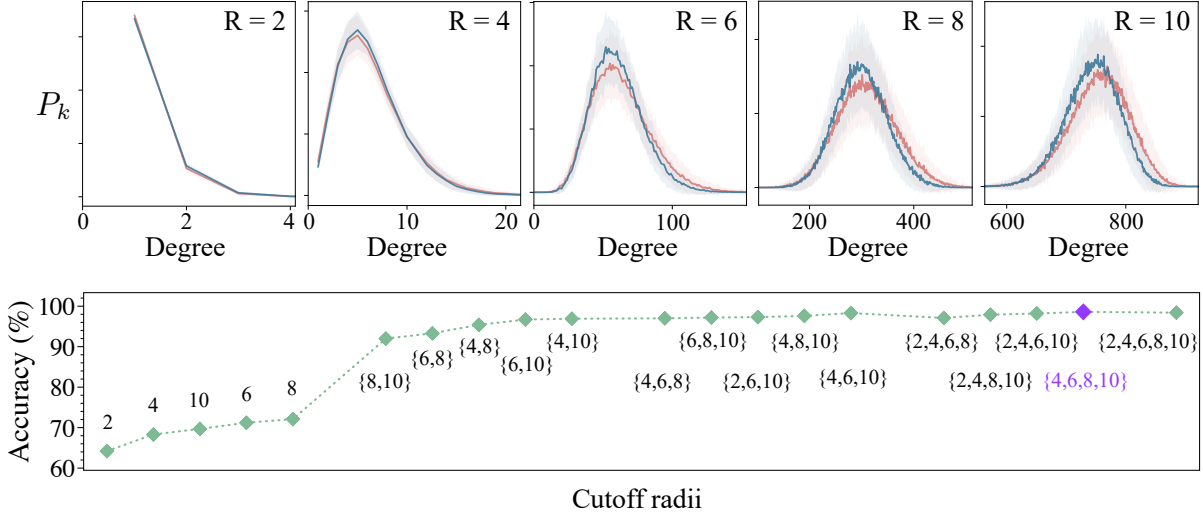 R = 2
R = 4
R = 6
R = 8
R = 10
P_k
0 2 4
0 10 20
0 100
200 400
600 800
Degree
Degree
Degree
Degree
Degree
Accuracy (%)
100
90
80
70
60
2
4
10
6
8
{8,10}
{6,8}
{4,8}
{6,10}
{4,10}
{4,6,8}
{6,8,10}
{2,6,10}
{4,8,10}
{4,6,10}
{2,4,6,8}
{2,4,8,10}
{2,4,6,10}
{4,6,8,10}
{2,4,6,8,10}
Cutoff radii